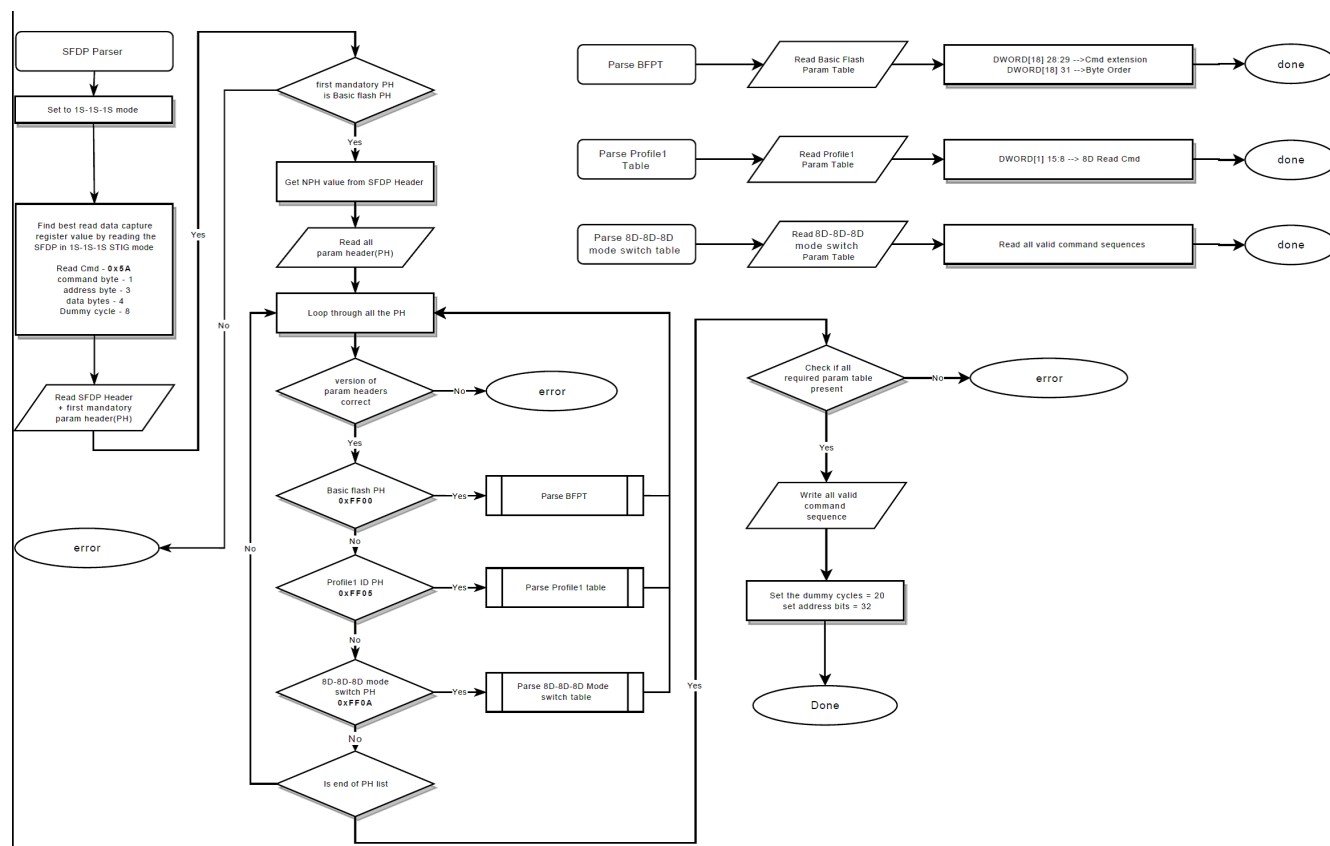 SFDP Parser
Set to 1S-1S-1S mode
Find best read data capture
register value by reading the
SFDP in 1S-1S-1S STIG mode
Read Cmd - 0x5A
command byte - 1
address byte - 3
data bytes - 4
Dummy cycle - 8
Read SFDP Header
+ first mandatory
param header(PH)
Yes
first mandatory PH
is Basic flash PH
No
error
Yes
Get NPH value from SFDP Header
Read all
param header(PH)
Loop through all the PH
version of
param headers
correct
No
error
Yes
Basic flash PH
0xFF00
Yes
Parse BFPT
No
Profile1 ID PH
0xFF05
Yes
Parse Profile1 table
No
8D-8D-8D mode
switch PH
0xFF0A
Yes
Parse 8D-8D-8D Mode
switch table
No
Is end of PH list
No
Yes
Check if all
required param table
present
No
error
Yes
Write all valid
command
sequence
Set the dummy cycles = 20
set address bits = 32
Done
Parse BFPT
Read Basic Flash
Param Table
DWORD[18] 28:29 -->Cmd extension
DWORD[18] 31 -->Byte Order
done
Parse Profile1
Table
Read Profile1
Param Table
DWORD[1] 15:8 --> 8D Read Cmd
done
Parse 8D-8D-8D
mode switch table
Read 8D-8D-8D
mode switch
Param Table
Read all valid command sequences
done